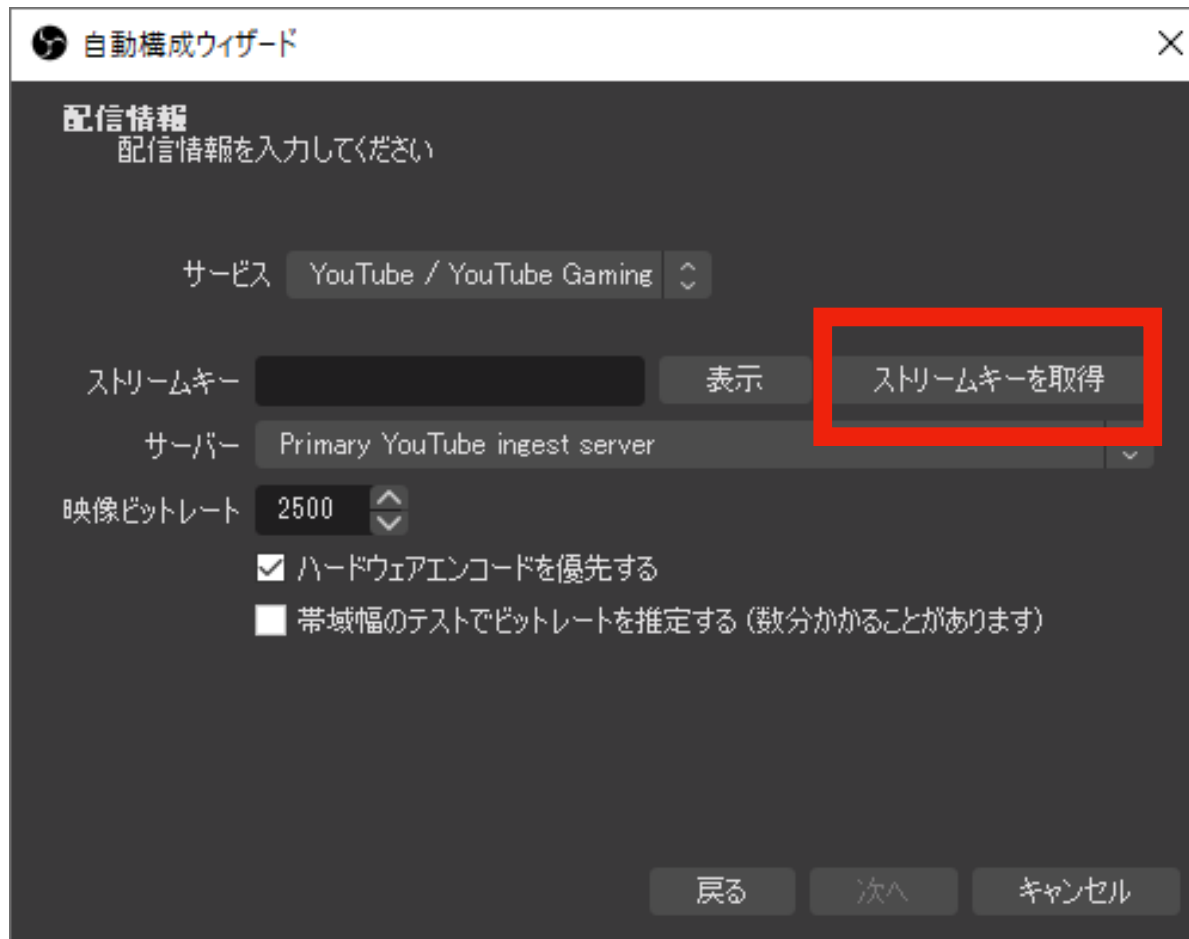 自動構成ウィザード
配信情報
配信情報を入力してください
サービス YouTube / YouTube Gaming
ストリームキー 表示 ストリームキーを取得
サーバー Primary YouTube ingest server
映像ビットレート 2500
ハードウェアエンコードを優先する
帯域幅のテストでビットレートを推定する (数分かかることがあります)
戻る 次へ キャンセル